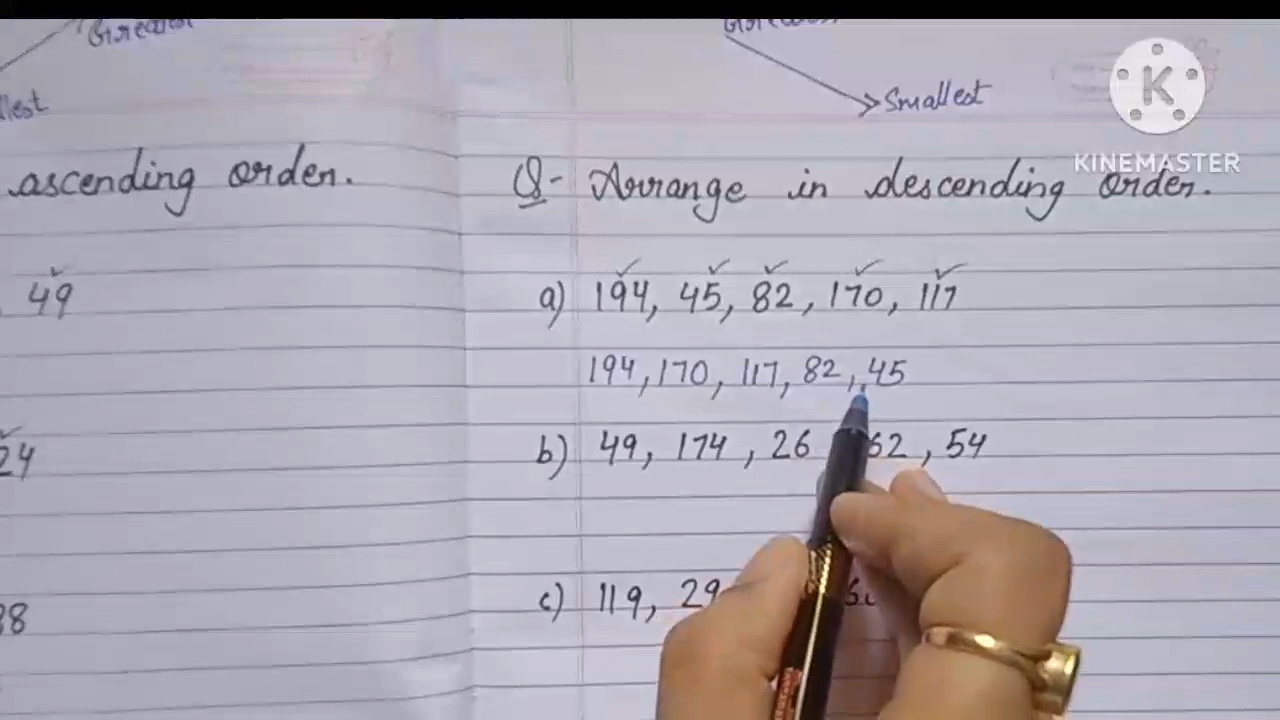 Smallest
KINEMASTER
ascending order.
49
24
Q- Arrange in descending order.
a) 194, 45, 82, 170, 117
194, 170, 117, 82, 45
b) 49, 174, 26 62, 54
c) 119, 29